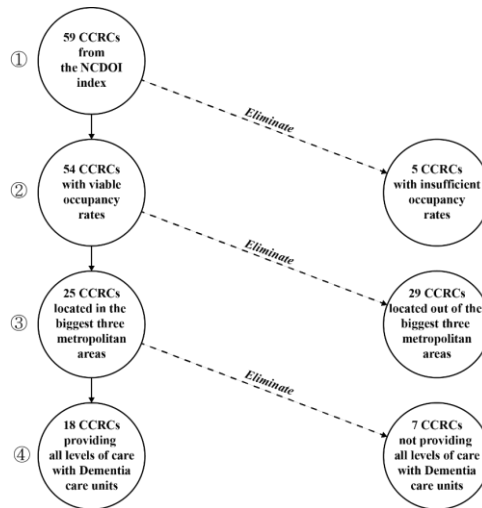 ①
59 CCRCs
from
the NCDOI
index
Eliminate
②
54 CCRCs
with viable
occupancy
rates
5 CCRCs
with insufficient
occupancy
rates
Eliminate
③
25 CCRCs
located in the
biggest three
metropolitan
areas
29 CCRCs
located out of the
biggest three
metropolitan
areas
Eliminate
④
18 CCRCs
providing
all levels of care
with Dementia
care units
7 CCRCs
not providing
all levels of care
with Dementia
care units